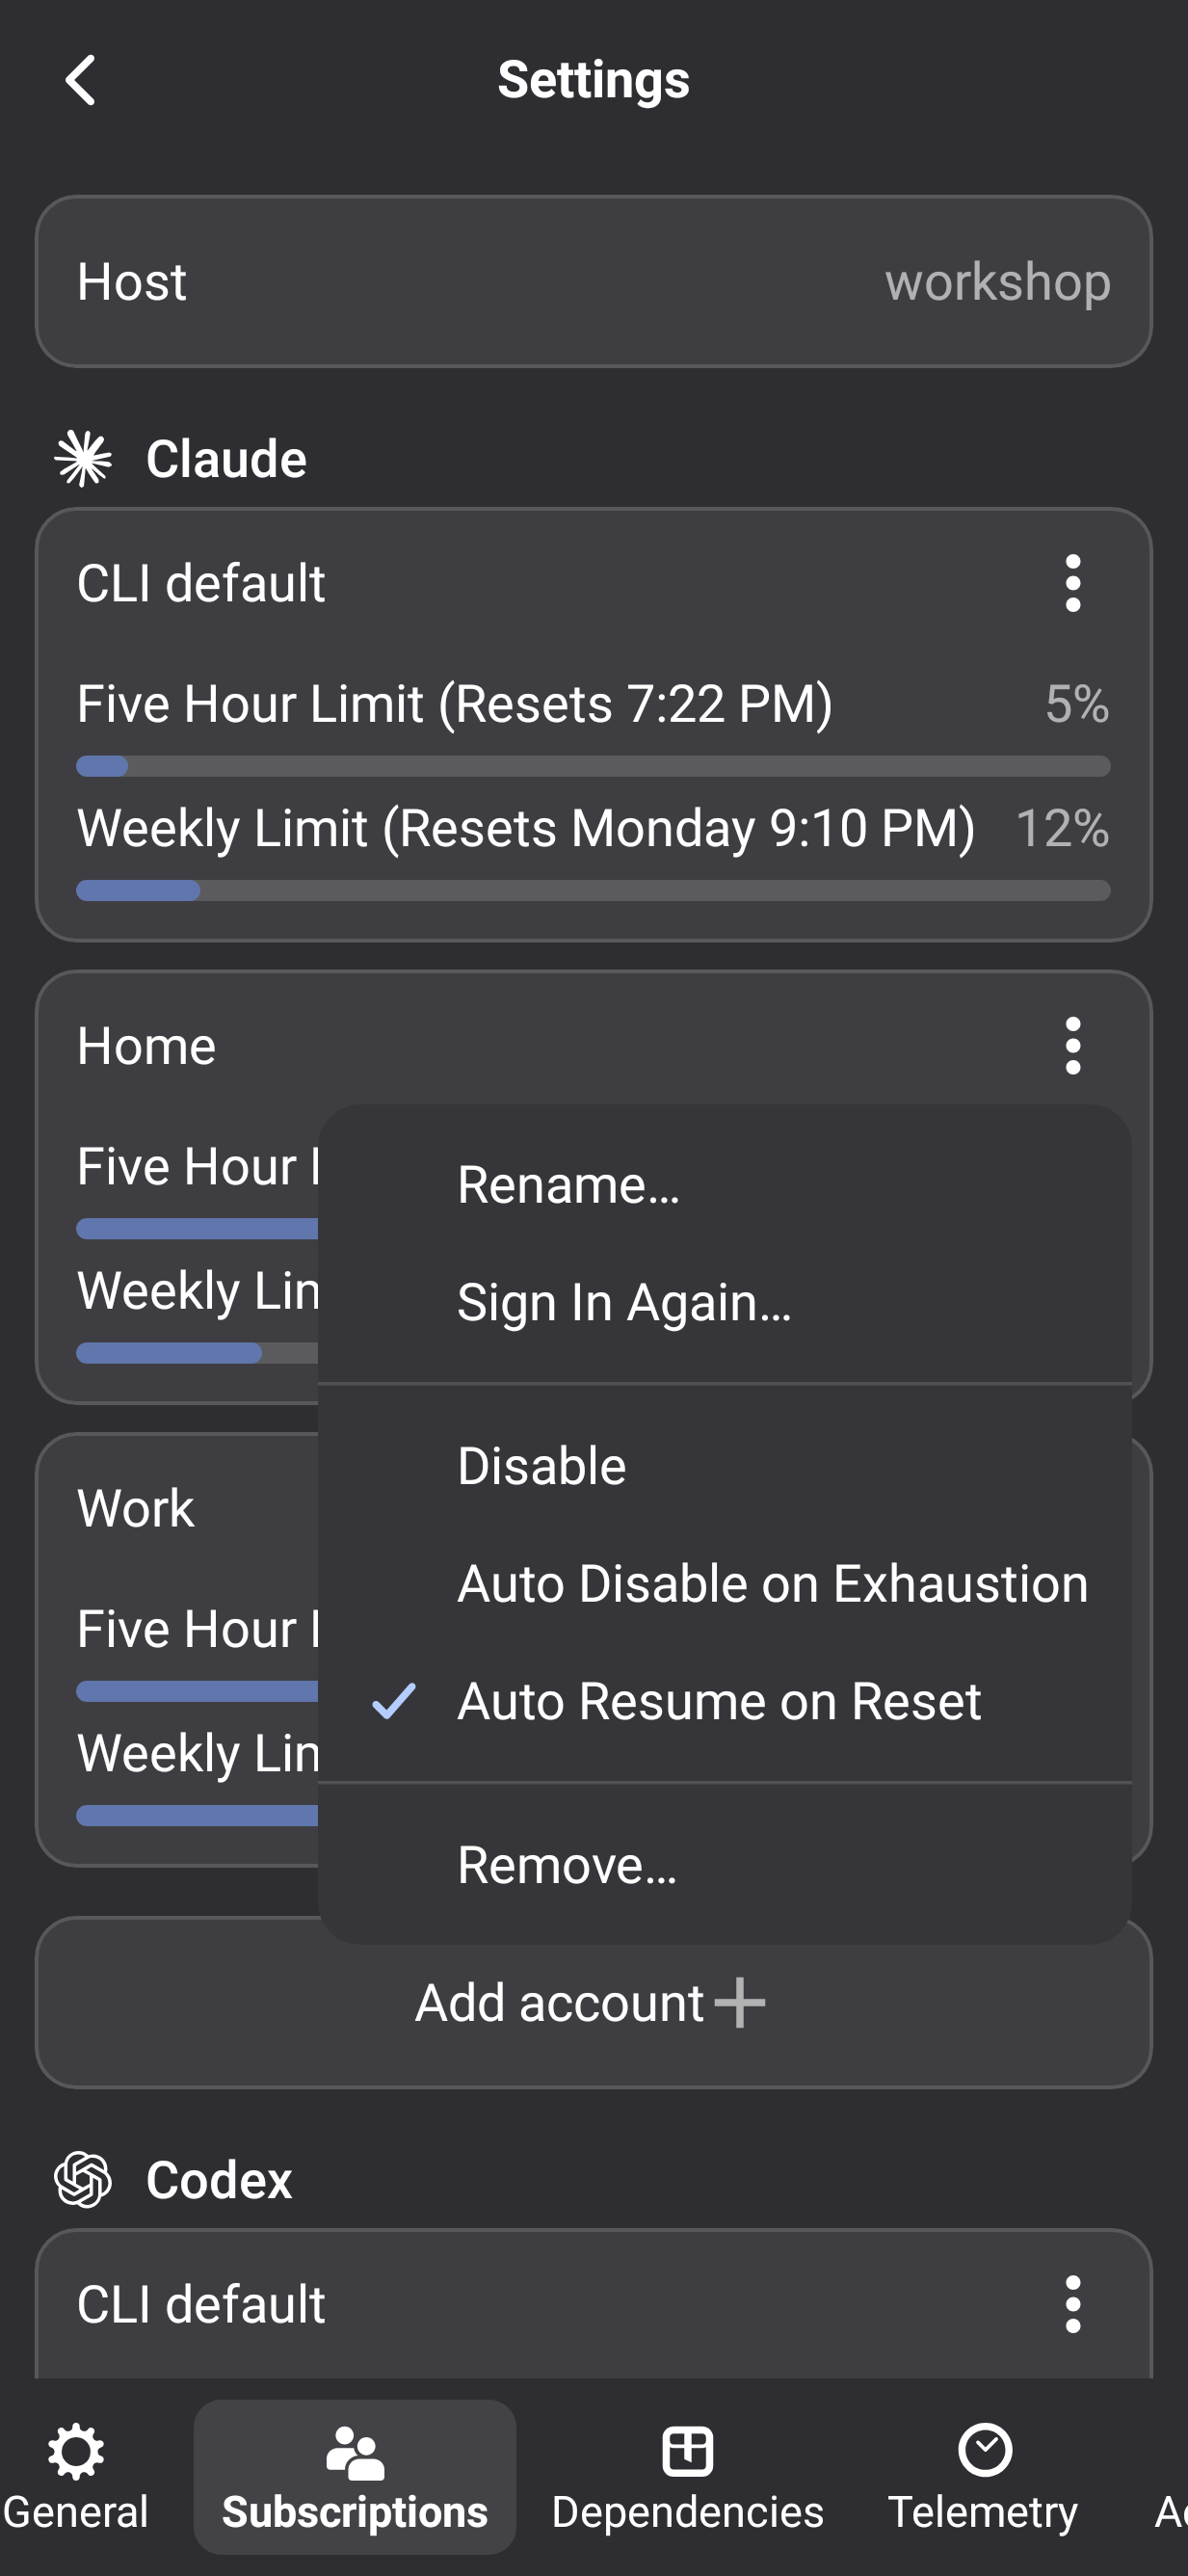 Settings
Host workshop
Claude
CLI default
Five Hour Limit (Resets 7:22 PM) 5%
Weekly Limit (Resets Monday 9:10 PM) 12%
Home
Five Hour
Rename…
Sign In Again…
Weekly
Disable
Work
Auto Disable on Exhaustion
Five Hour
Auto Resume on Reset
Weekly
Remove…
Add account
Codex
CLI default
General Subscriptions Dependencies Telemetry